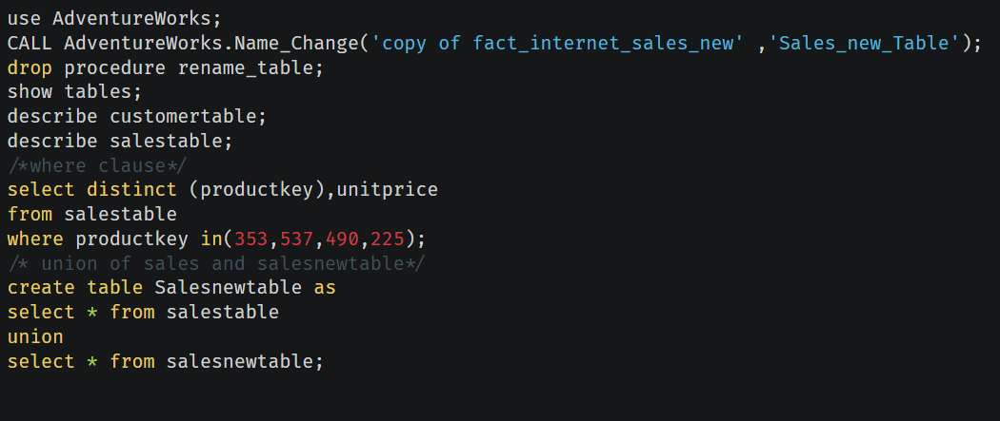 use AdventureWorks;
CALL AdventureWorks.Name_Change('copy of fact_internet_sales_new' ,'Sales_new_Table');
drop procedure rename_table;
show tables;
describe customertable;
describe salestable;
/*where clause*/
select distinct (productkey),unitprice
from salestable
where productkey in(353,537,490,225);
/* union of sales and salesnewtable*/
create table Salesnewtable as
select * from salestable
union
select * from salesnewtable;